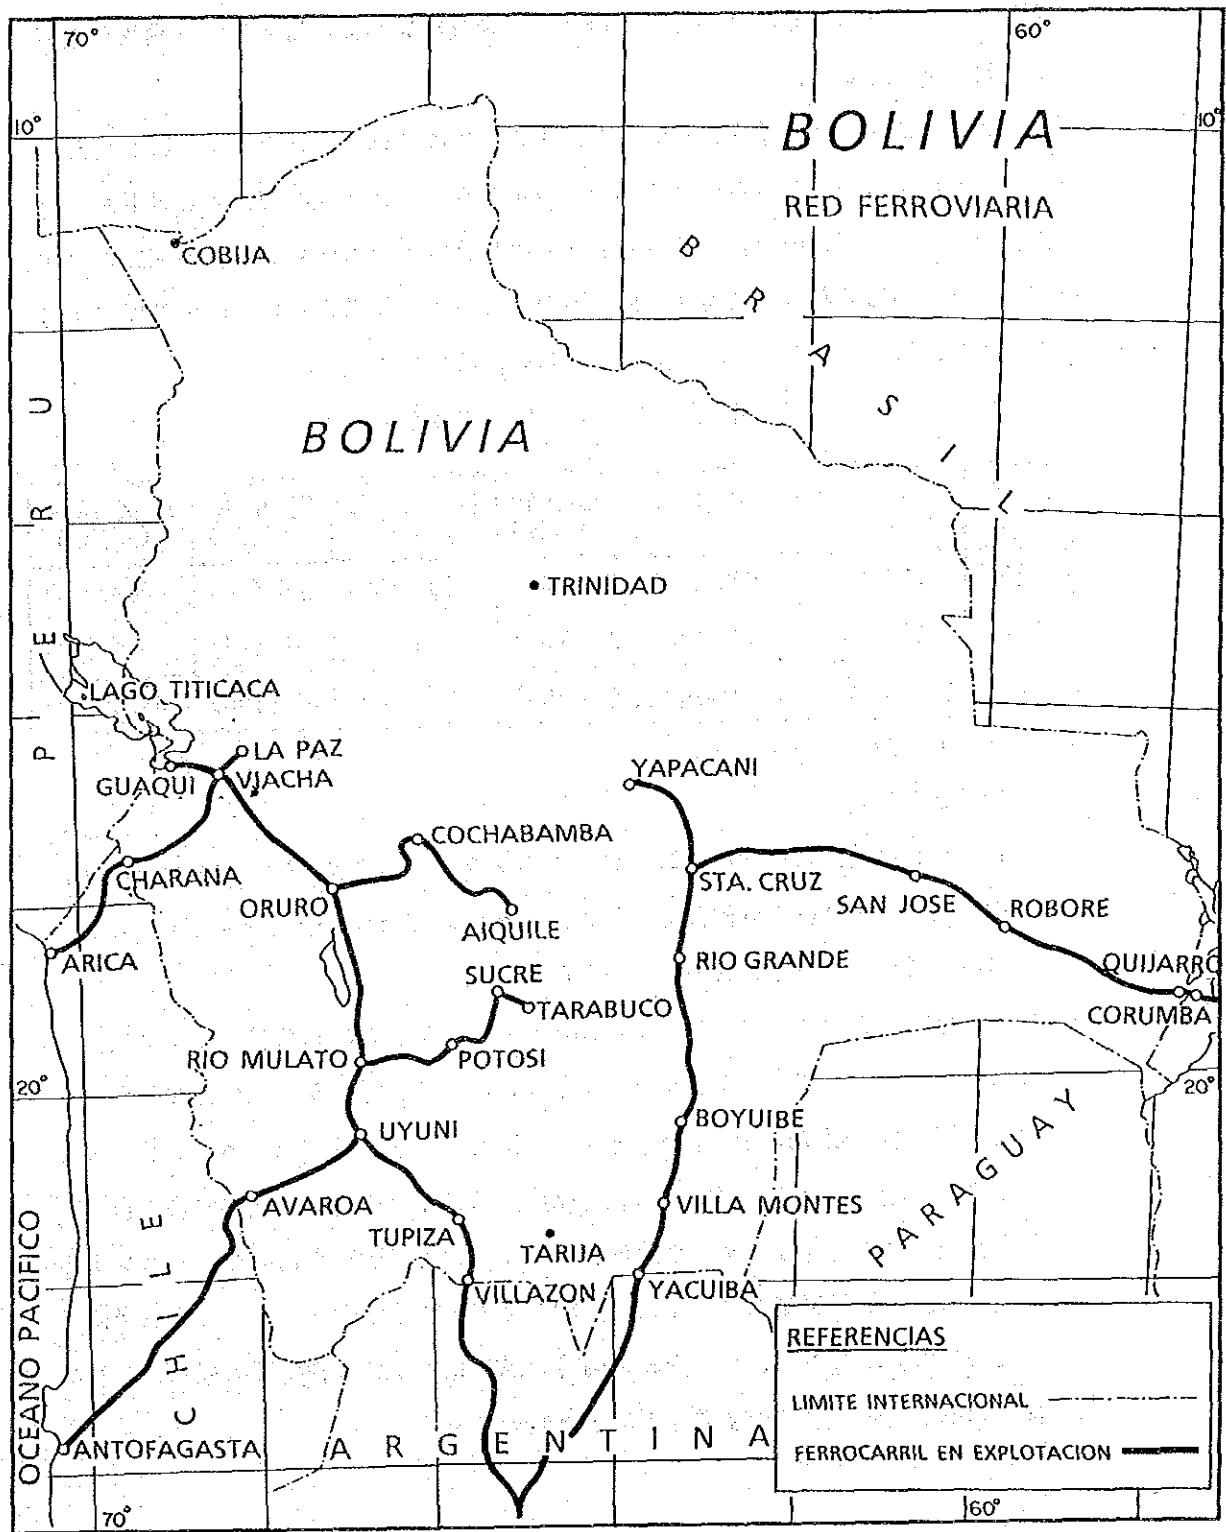 70°
60°
10°
BOLIVIA
10°
RED FERROVIARIA
BRASIL
COBIJA
PERU
BOLIVIA
TRINIDAD
LAGO TITICACA
LA PAZ
GUAQUI
VJACHA
YAPACANI
COCHABAMBA
CHARANA
ORURO
STA. CRUZ
SAN JOSE
ROBORE
AIQUILE
ARICA
SUCRE
RIO GRANDE
QUIJARRO
TARABUCO
CORUMBA
RIO MULATO
POTOSI
20°
20°
UYUNI
BOYUIBE
PARAGUAY
AVAROA
VILLA MONTES
TUPIZA
TARIJA
CHILE
VILLAZON
YACUIBA
OCEANO PACIFICO
REFERENCIAS
LIMITE INTERNACIONAL
ANTOFAGASTA
ARGENTINA
FERROCARRIL EN EXPLOTACION
70°
60°